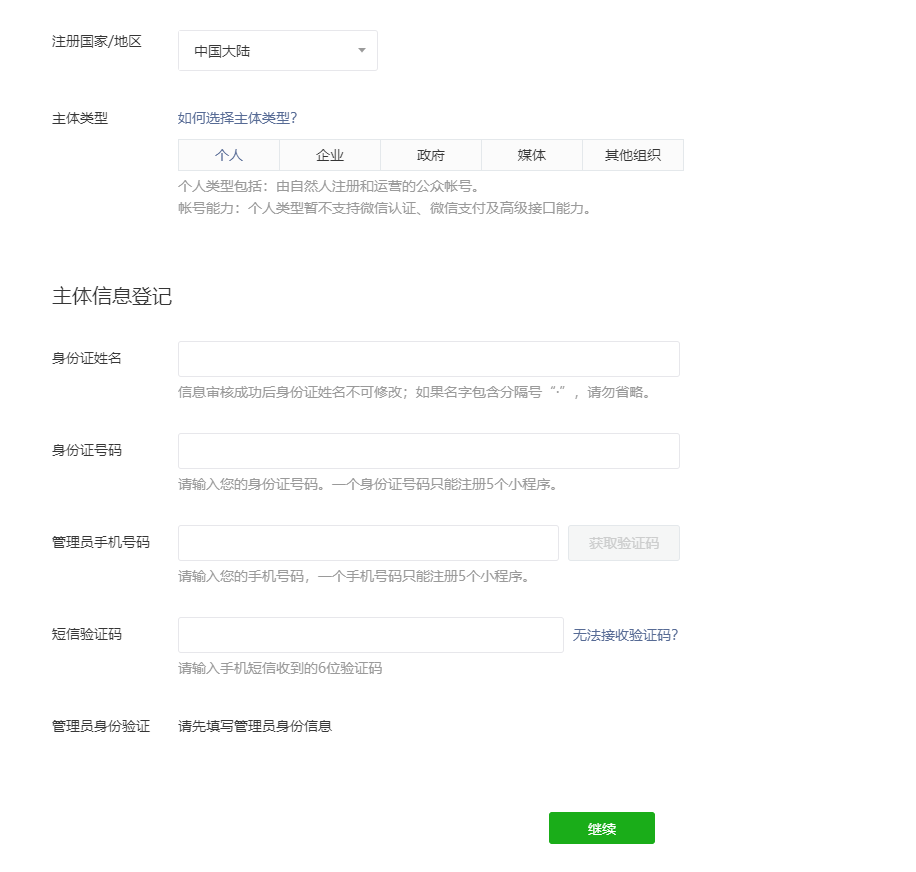 注册国家/地区
中国大陆
主体类型
如何选择主体类型?
个人 企业 政府 媒体 其他组织
个人类型包括：由自然人注册和运营的公众帐号。
帐号能力：个人类型暂不支持微信认证、微信支付及高级接口能力。
主体信息登记
身份证姓名
信息审核成功后身份证姓名不可修改；如果名字包含分隔号“·”，请勿省略。
身份证号码
请输入您的身份证号码。一个身份证号码只能注册5个小程序。
管理员手机号码
获取验证码
请输入您的手机号码，一个手机号码只能注册5个小程序。
短信验证码
无法接收验证码?
请输入手机短信收到的6位验证码
管理员身份验证 请先填写管理员身份信息
继续